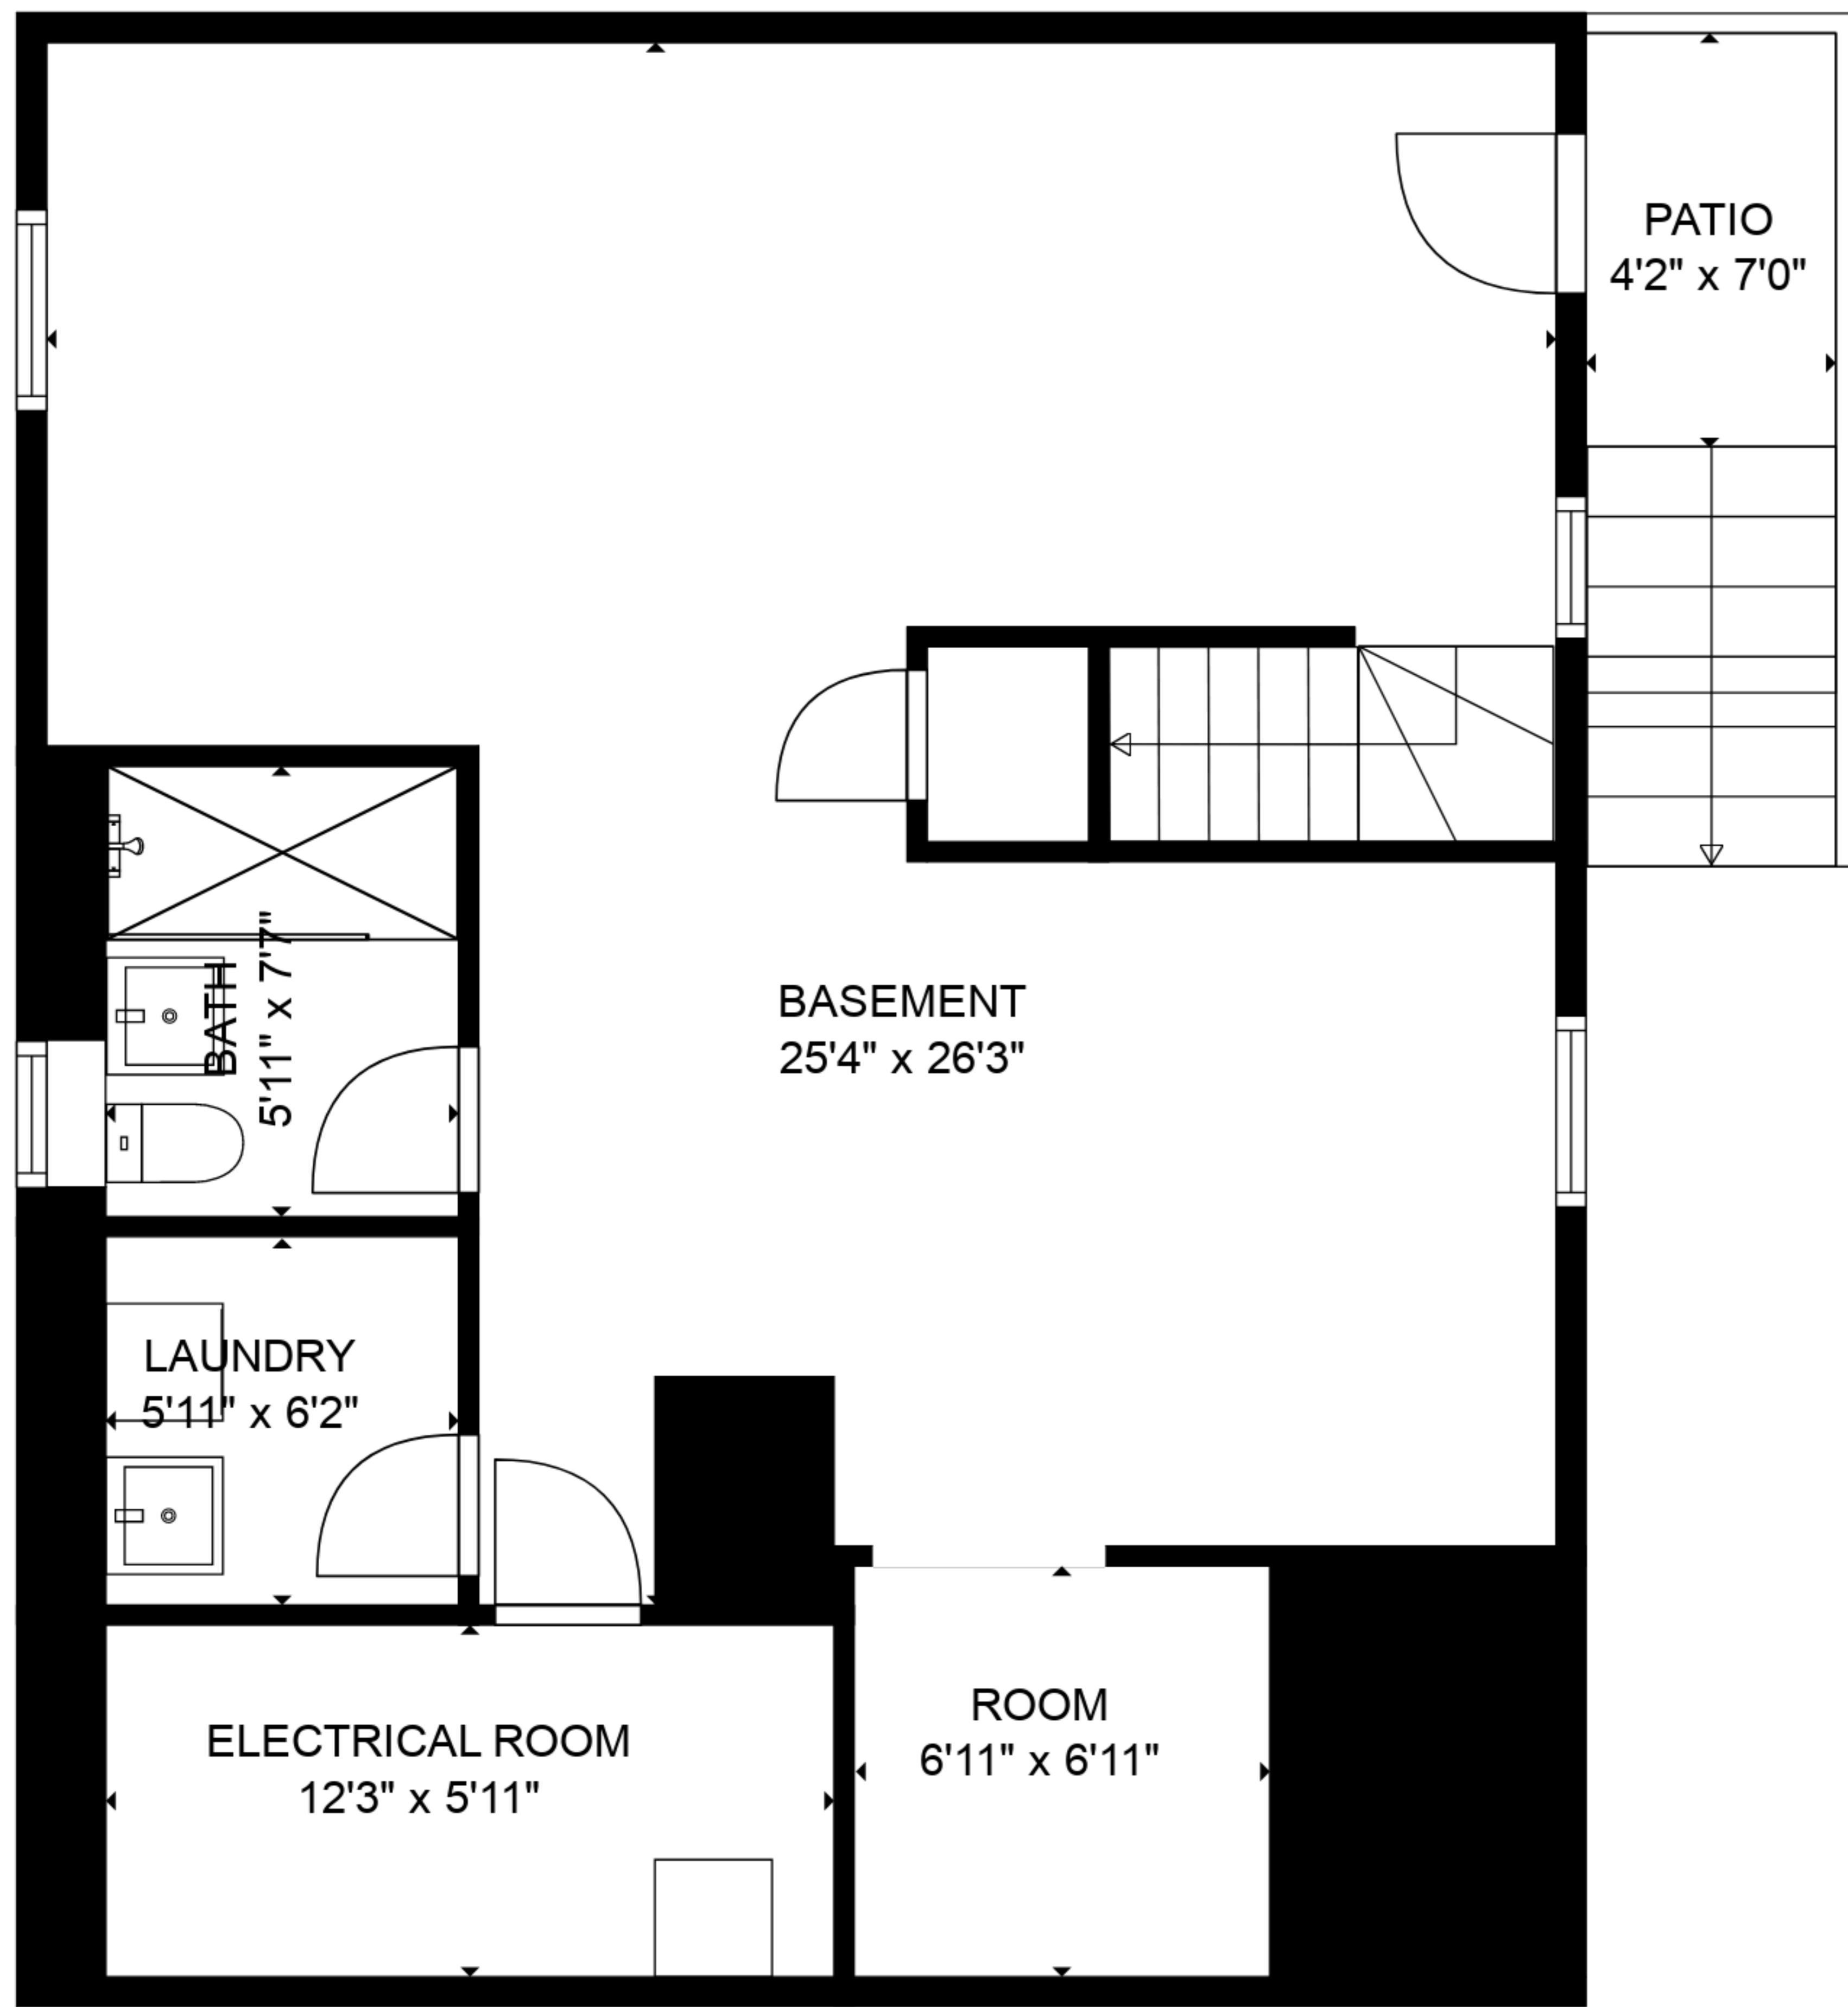 PATIO
4'2" x 7'0"
BATH
5'11" x 7'7"
BASEMENT
25'4" x 26'3"
LAUNDRY
5'11" x 6'2"
ELECTRICAL ROOM
12'3" x 5'11"
ROOM
6'11" x 6'11"